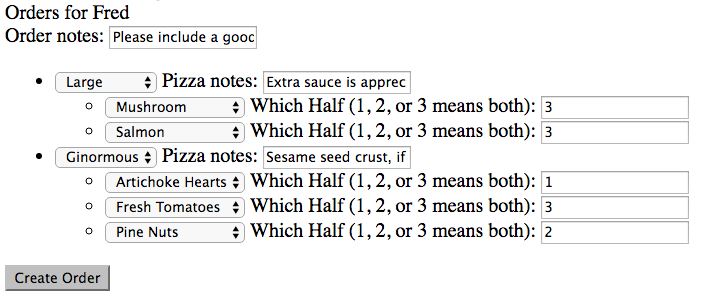 Orders for Fred
Order notes: Please include a gooc
Large Pizza notes: Extra sauce is apprec
Mushroom Which Half (1, 2, or 3 means both): 3
Salmon Which Half (1, 2, or 3 means both): 3
Ginormous Pizza notes: Sesame seed crust, if
Artichoke Hearts Which Half (1, 2, or 3 means both): 1
Fresh Tomatoes Which Half (1, 2, or 3 means both): 3
Pine Nuts Which Half (1, 2, or 3 means both): 2
Create Order